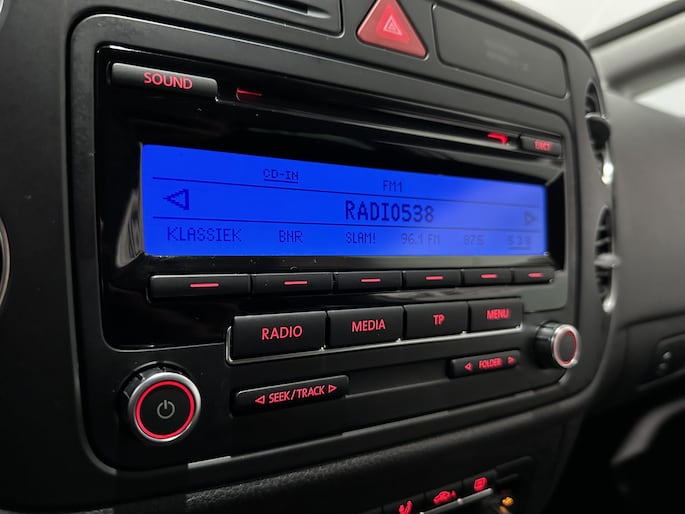 SOUND
EJECT
CD-IN
FM1
RADIO538
KLASSIEK BNR SLAM! 96.1 FM 87.5 538
RADIO MEDIA TP MENU
SEEK/TRACK FOLDER